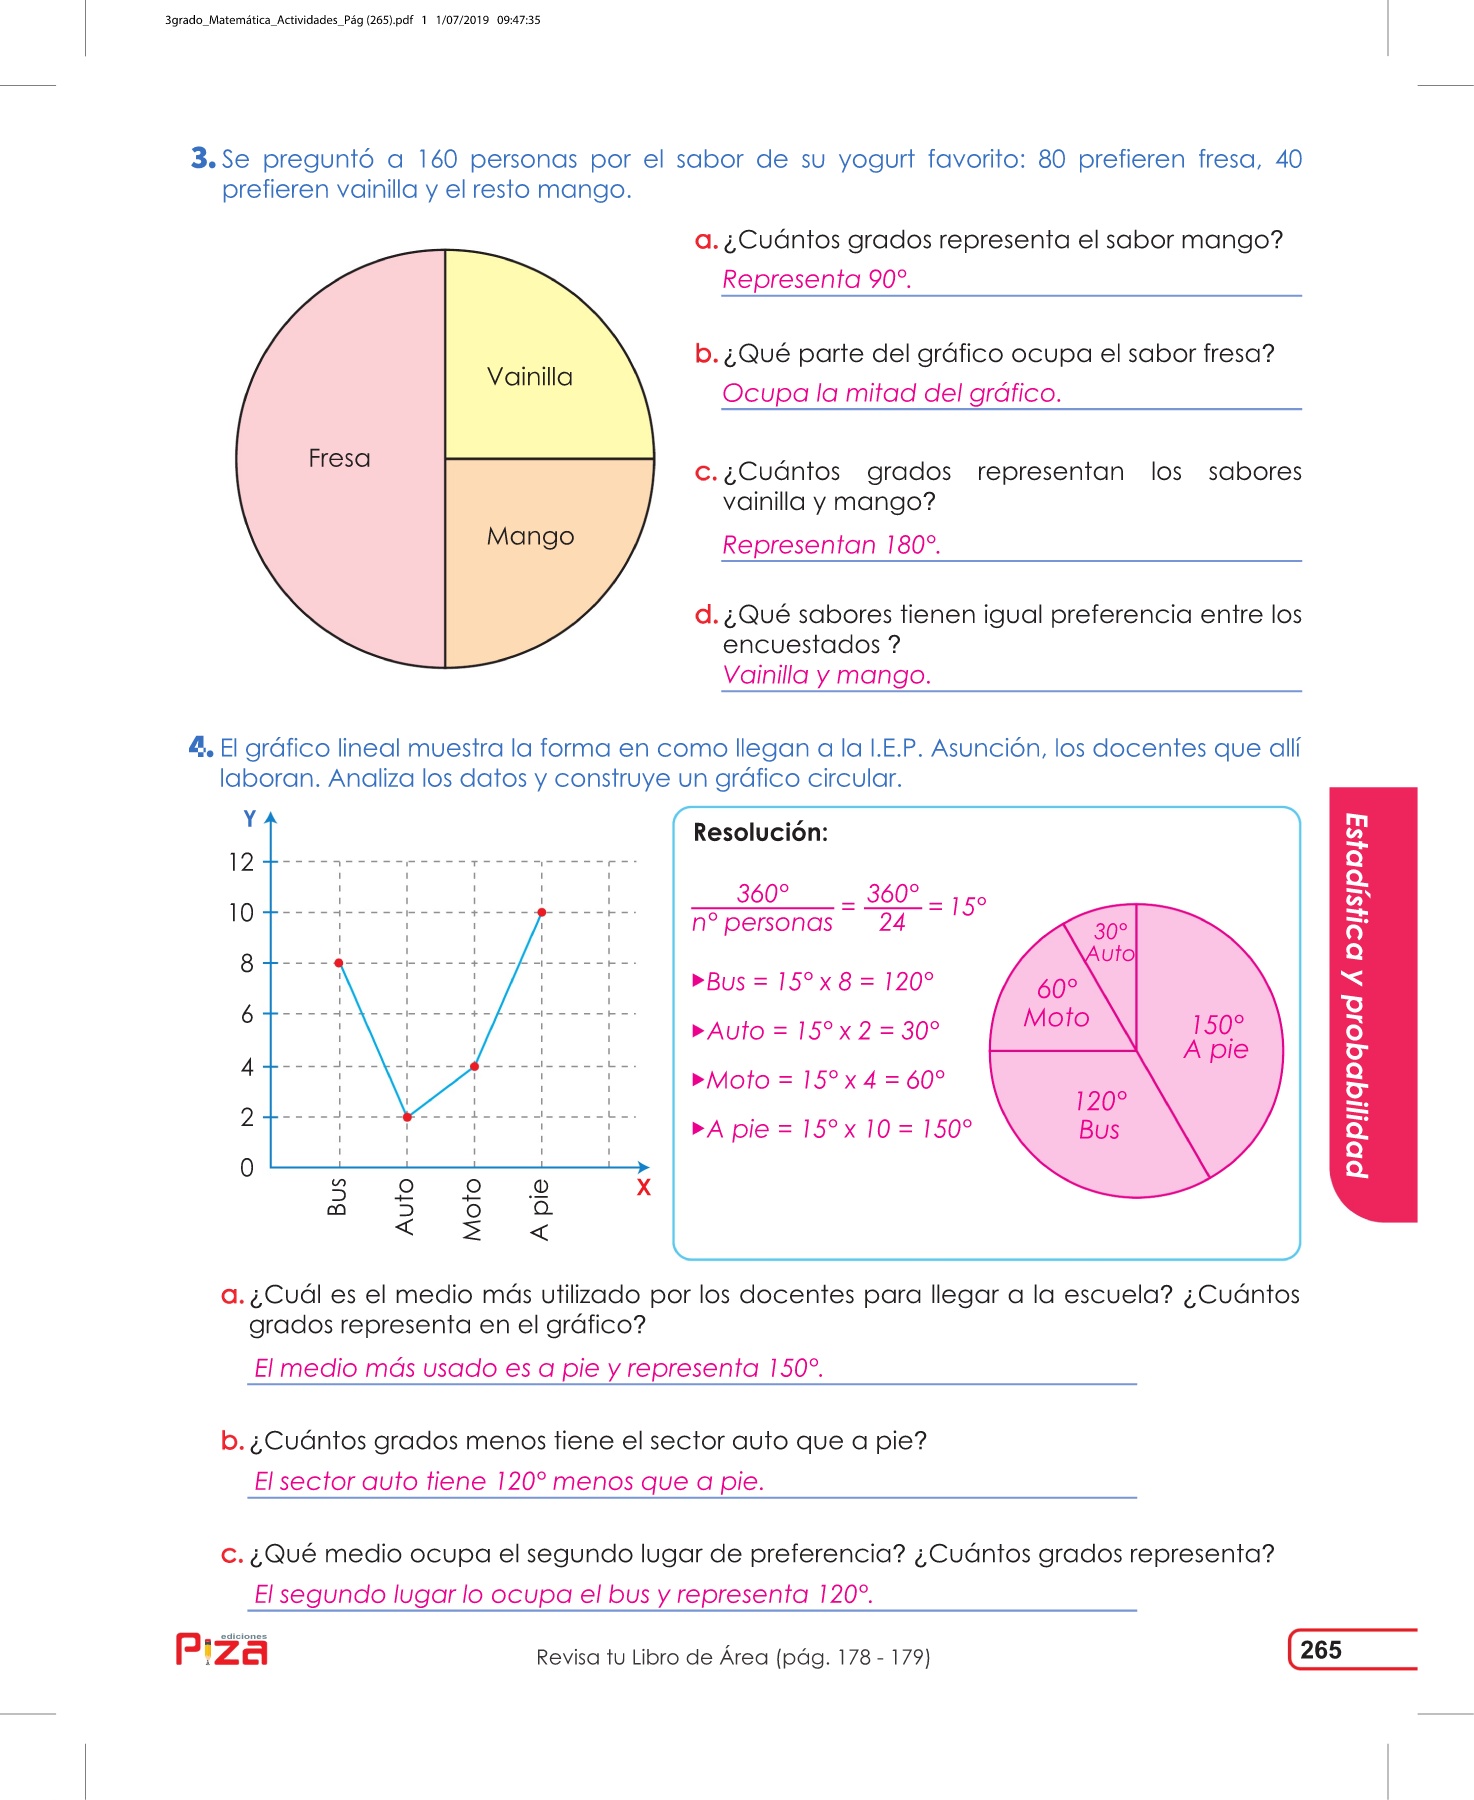 3grado_Matemática_Actividades_Pág (265).pdf 1 1/07/2019 09:47:35
3. Se preguntó a 160 personas por el sabor de su yogurt favorito: 80 prefieren fresa, 40
prefieren vainilla y el resto mango.
Fresa
Vainilla
Mango
a. ¿Cuántos grados representa el sabor mango?
Representa 90°.
b. ¿Qué parte del gráfico ocupa el sabor fresa?
Ocupa la mitad del gráfico.
c. ¿Cuántos grados representan los sabores
vainilla y mango?
Representan 180°.
d. ¿Qué sabores tienen igual preferencia entre los
encuestados ?
Vainilla y mango.
4. El gráfico lineal muestra la forma en como llegan a la I.E.P. Asunción, los docentes que allí
laboran. Analiza los datos y construye un gráfico circular.
Y
12
10
8
6
4
2
0
Bus
Auto
Moto
A pie
X
Resolución:
360° / n° personas = 360° / 24 = 15°
▶Bus = 15° x 8 = 120°
▶Auto = 15° x 2 = 30°
▶Moto = 15° x 4 = 60°
▶A pie = 15° x 10 = 150°
30°
Auto
60°
Moto
150°
A pie
120°
Bus
Estadística y probabilidad
a. ¿Cuál es el medio más utilizado por los docentes para llegar a la escuela? ¿Cuántos
grados representa en el gráfico?
El medio más usado es a pie y representa 150°.
b. ¿Cuántos grados menos tiene el sector auto que a pie?
El sector auto tiene 120° menos que a pie.
c. ¿Qué medio ocupa el segundo lugar de preferencia? ¿Cuántos grados representa?
El segundo lugar lo ocupa el bus y representa 120°.
ediciones
Piza
Revisa tu Libro de Área (pág. 178 - 179)
265